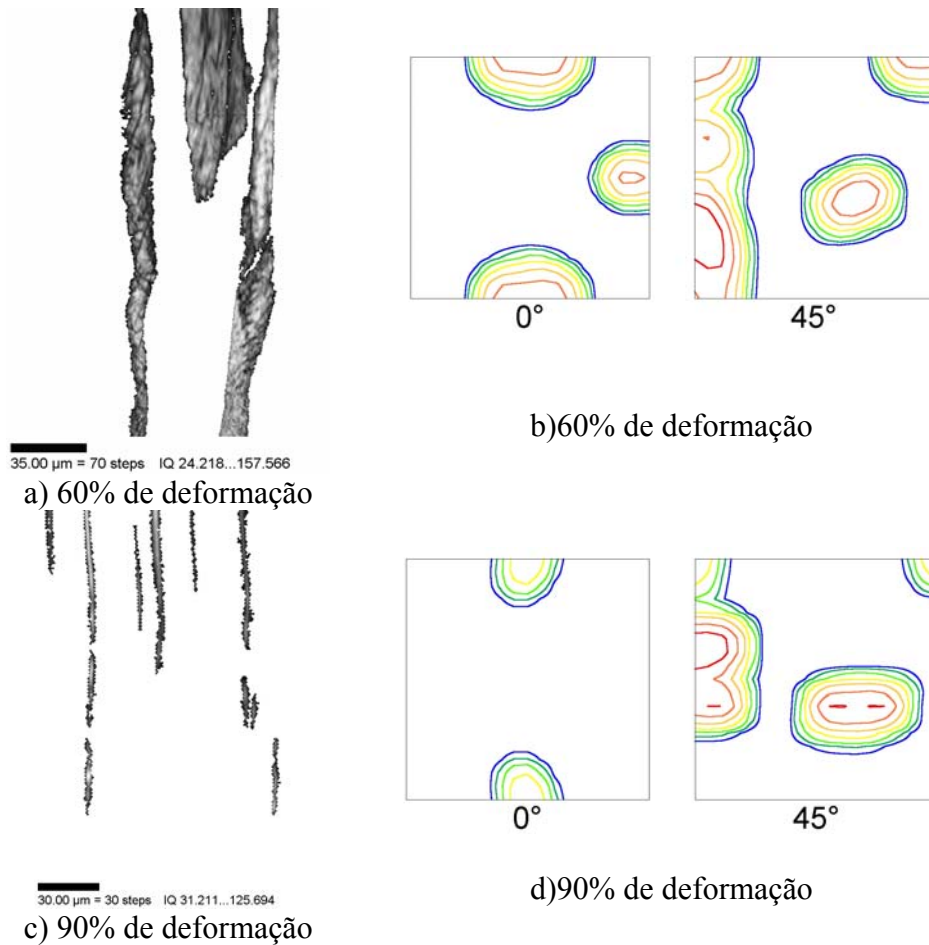 0°
45°
b)60% de deformação
35.00 µm = 70 steps IQ 24.218...157.566
a) 60% de deformação
0°
45°
d)90% de deformação
30.00 µm = 30 steps IQ 31.211...125.694
c) 90% de deformação